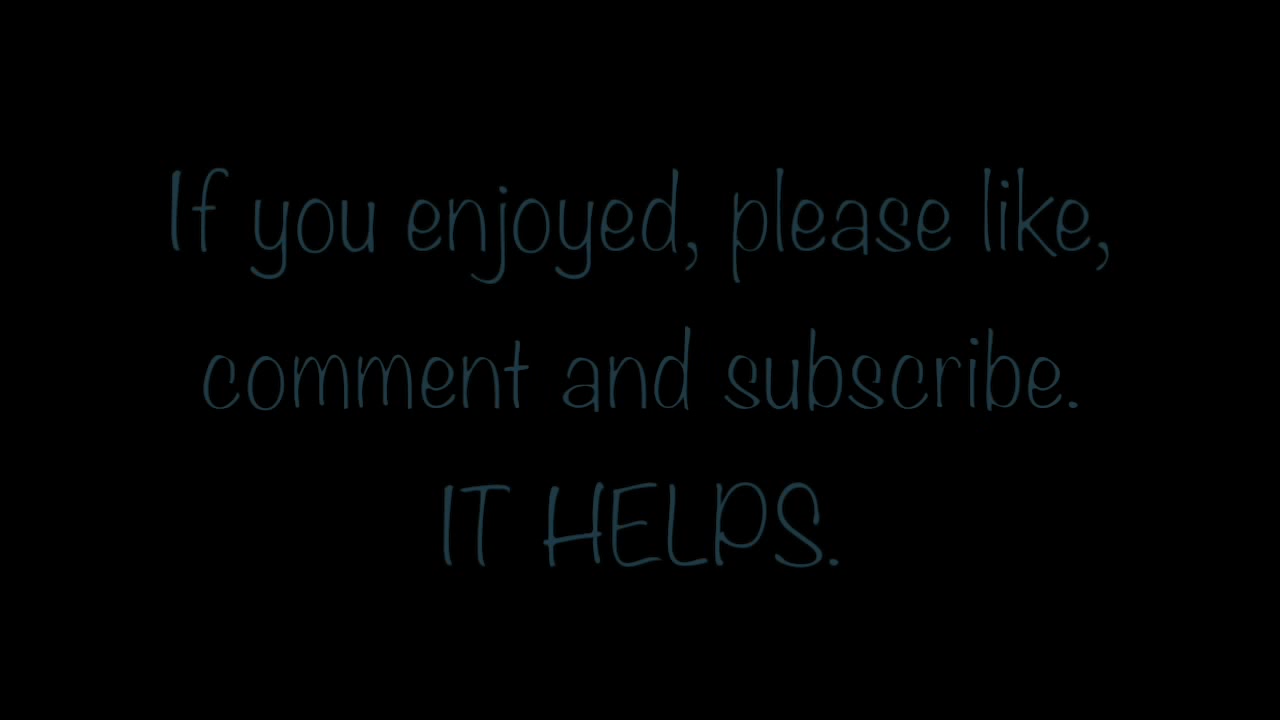 If you enjoyed, please like,
comment and subscribe.
IT HELPS.